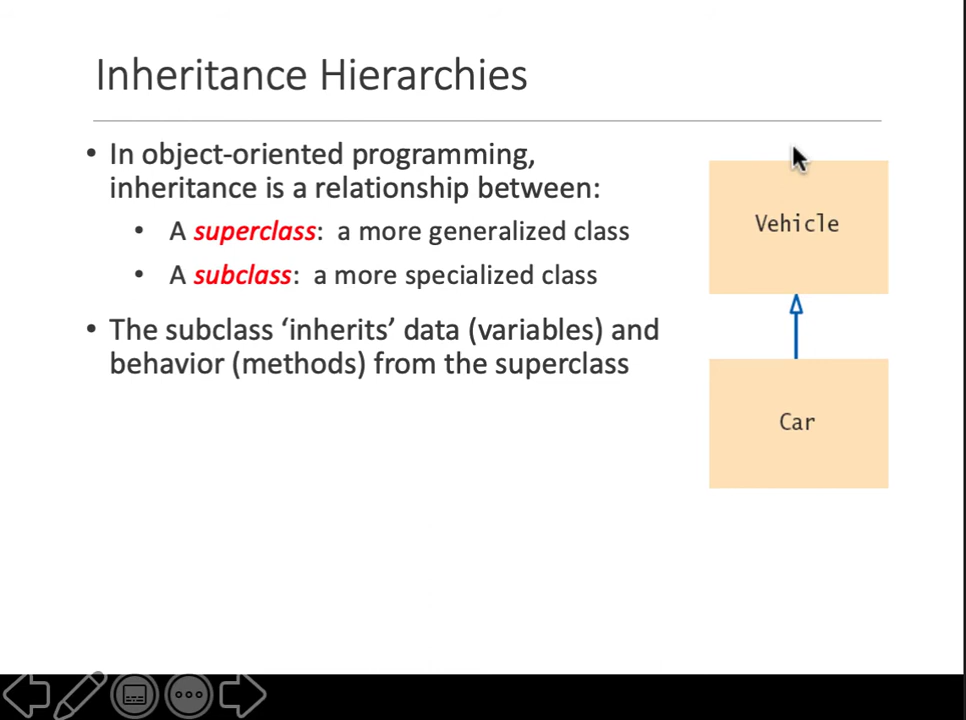 Inheritance Hierarchies
• In object-oriented programming,
inheritance is a relationship between:
• A superclass:  a more generalized class
• A subclass:  a more specialized class
• The subclass ‘inherits’ data (variables) and
behavior (methods) from the superclass
Vehicle
Car